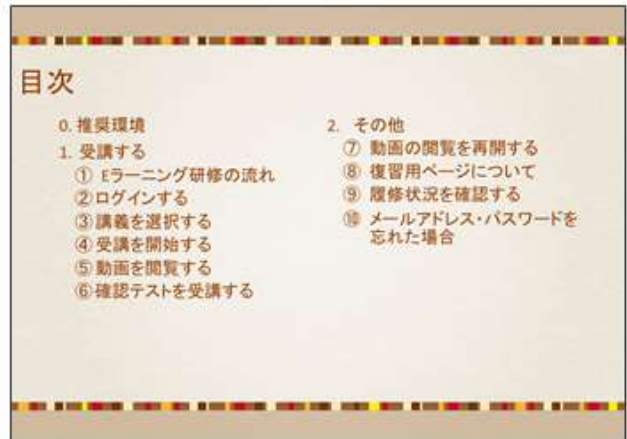 目次
0. 推奨環境
1. 受講する
① Eラーニング研修の流れ
② ログインする
③ 講義を選択する
④ 受講を開始する
⑤ 動画を閲覧する
⑥ 確認テストを受講する
2. その他
⑦ 動画の閲覧を再開する
⑧ 復習用ページについて
⑨ 履修状況を確認する
⑩ メールアドレス・パスワードを
忘れた場合